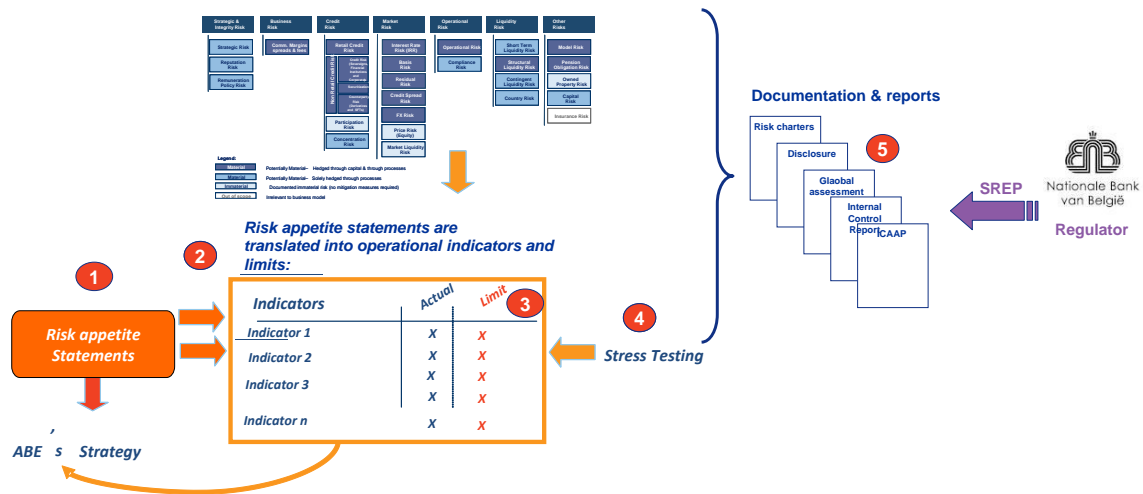 Strategic &
Integrity Risk
Business
Risk
Credit
Risk
Market
Risk
Operational
Risk
Liquidity
Risk
Other
Risks
Strategic Risk
Reputation
Risk
Remuneration
Policy Risk
Comm. Margins
spreads & fees
Retail Credit
Risk
Non Retail Credit Risk
Participation
Risk
Concentration
Risk
Interest Rate
Risk (IRR)
Basis
Risk
Residual
Risk
Credit Spread
Risk
FX Risk
Prize Risk
(Equity)
Market Liquidity
Risk
Operational Risk
Compliance
Risk
Short Term
Liquidity Risk
Structural
Liquidity Risk
Contingent
Liquidity Risk
Country Risk
Model Risk
Pension
Obligation Risk
Owned
Property Risk
Capital
Risk
Insurance Risk
Legend:
Material
Potentially Material– Hedged through capital & through processes
Material
Potentially Material– Solely hedged through processes
Immaterial
Documented immaterial risk (no mitigation measures required)
Out of scope
Irrelevant to business model
Risk appetite statements are
translated into operational indicators and
limits:
1
2
3
4
5
Risk appetite
Statements
ABE ’s Strategy
Indicators
Actual
Limit
Indicator 1
X
X
Indicator 2
X
X
Indicator 3
X
X
X
X
Indicator n
X
X
Stress Testing
Documentation & reports
Risk charters
Disclosure
Glaobal
assessment
Internal
Control
Report
ICAAP
SREP
Nationale Bank
van België
Regulator